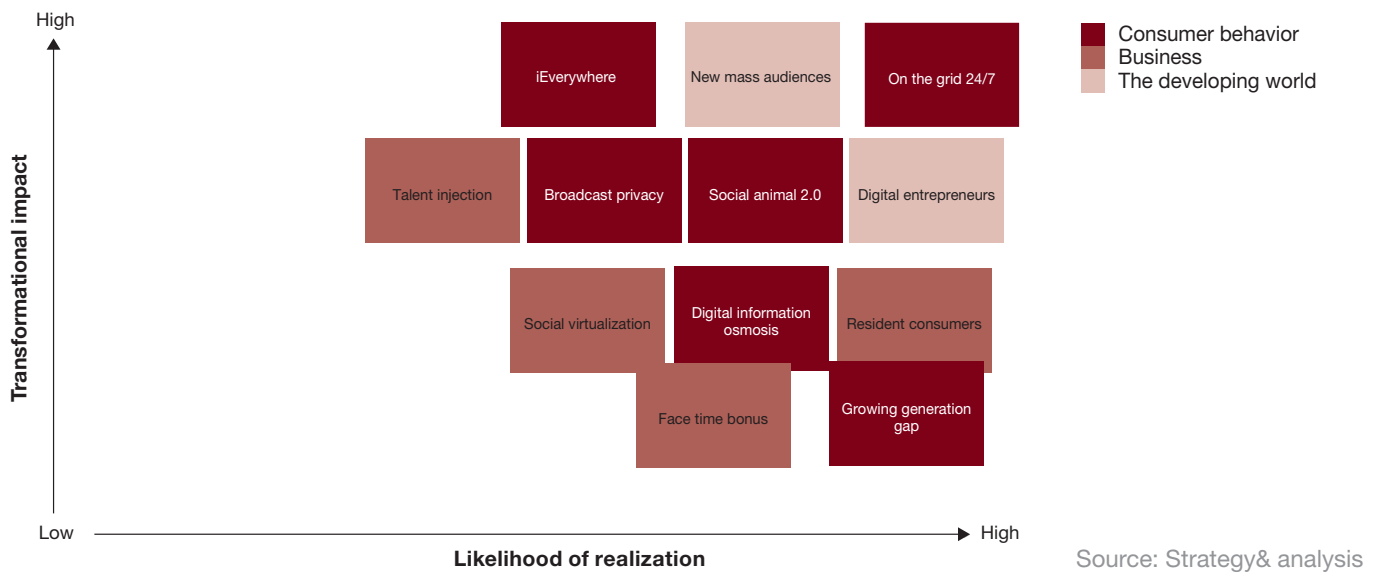 High
Transformational impact
iEverywhere
New mass audiences
On the grid 24/7
Talent injection
Broadcast privacy
Social animal 2.0
Digital entrepreneurs
Social virtualization
Digital information
osmosis
Resident consumers
Face time bonus
Growing generation
gap
Low
High
Likelihood of realization
Consumer behavior
Business
The developing world
Source: Strategy& analysis